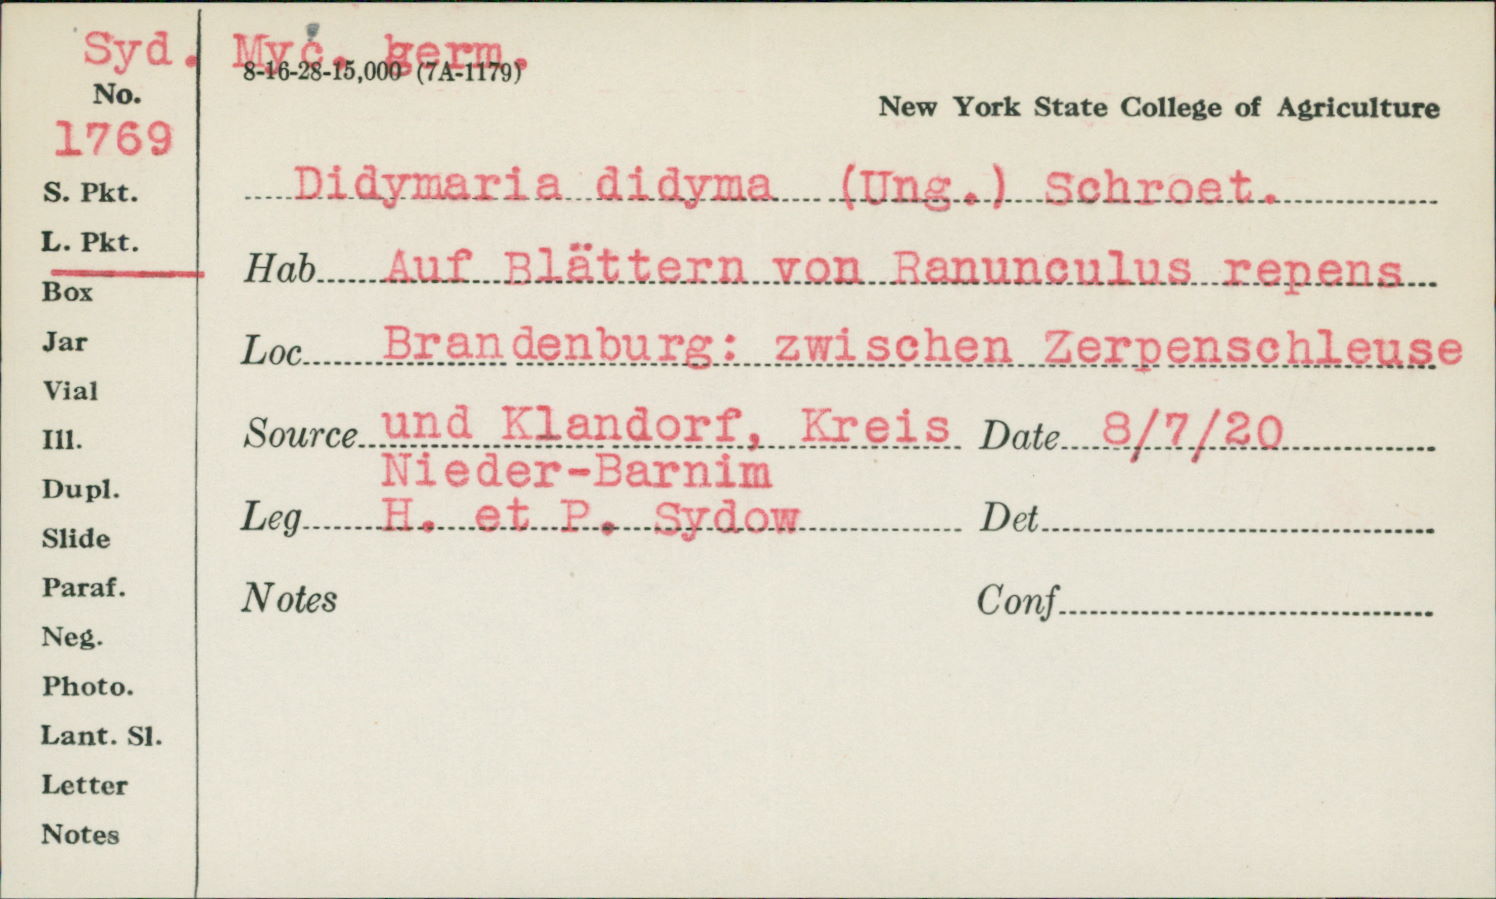 Syd. Myc. germ.
8-16-28-15,000 (7A-1179)
No.
1769
New York State College of Agriculture
S. Pkt.
Didymaria didyma (Ung.) Schroet.
L. Pkt.
Hab Auf Blättern von Ranunculus repens
Box
Jar
Loc Brandenburg: zwischen Zerpenschleuse
Vial
Ill.
Source und Klandorf, Kreis Date 8/7/20
Nieder-Barnim
Dupl.
Leg H. et P. Sydow Det
Slide
Paraf.
Notes Conf
Neg.
Photo.
Lant. Sl.
Letter
Notes